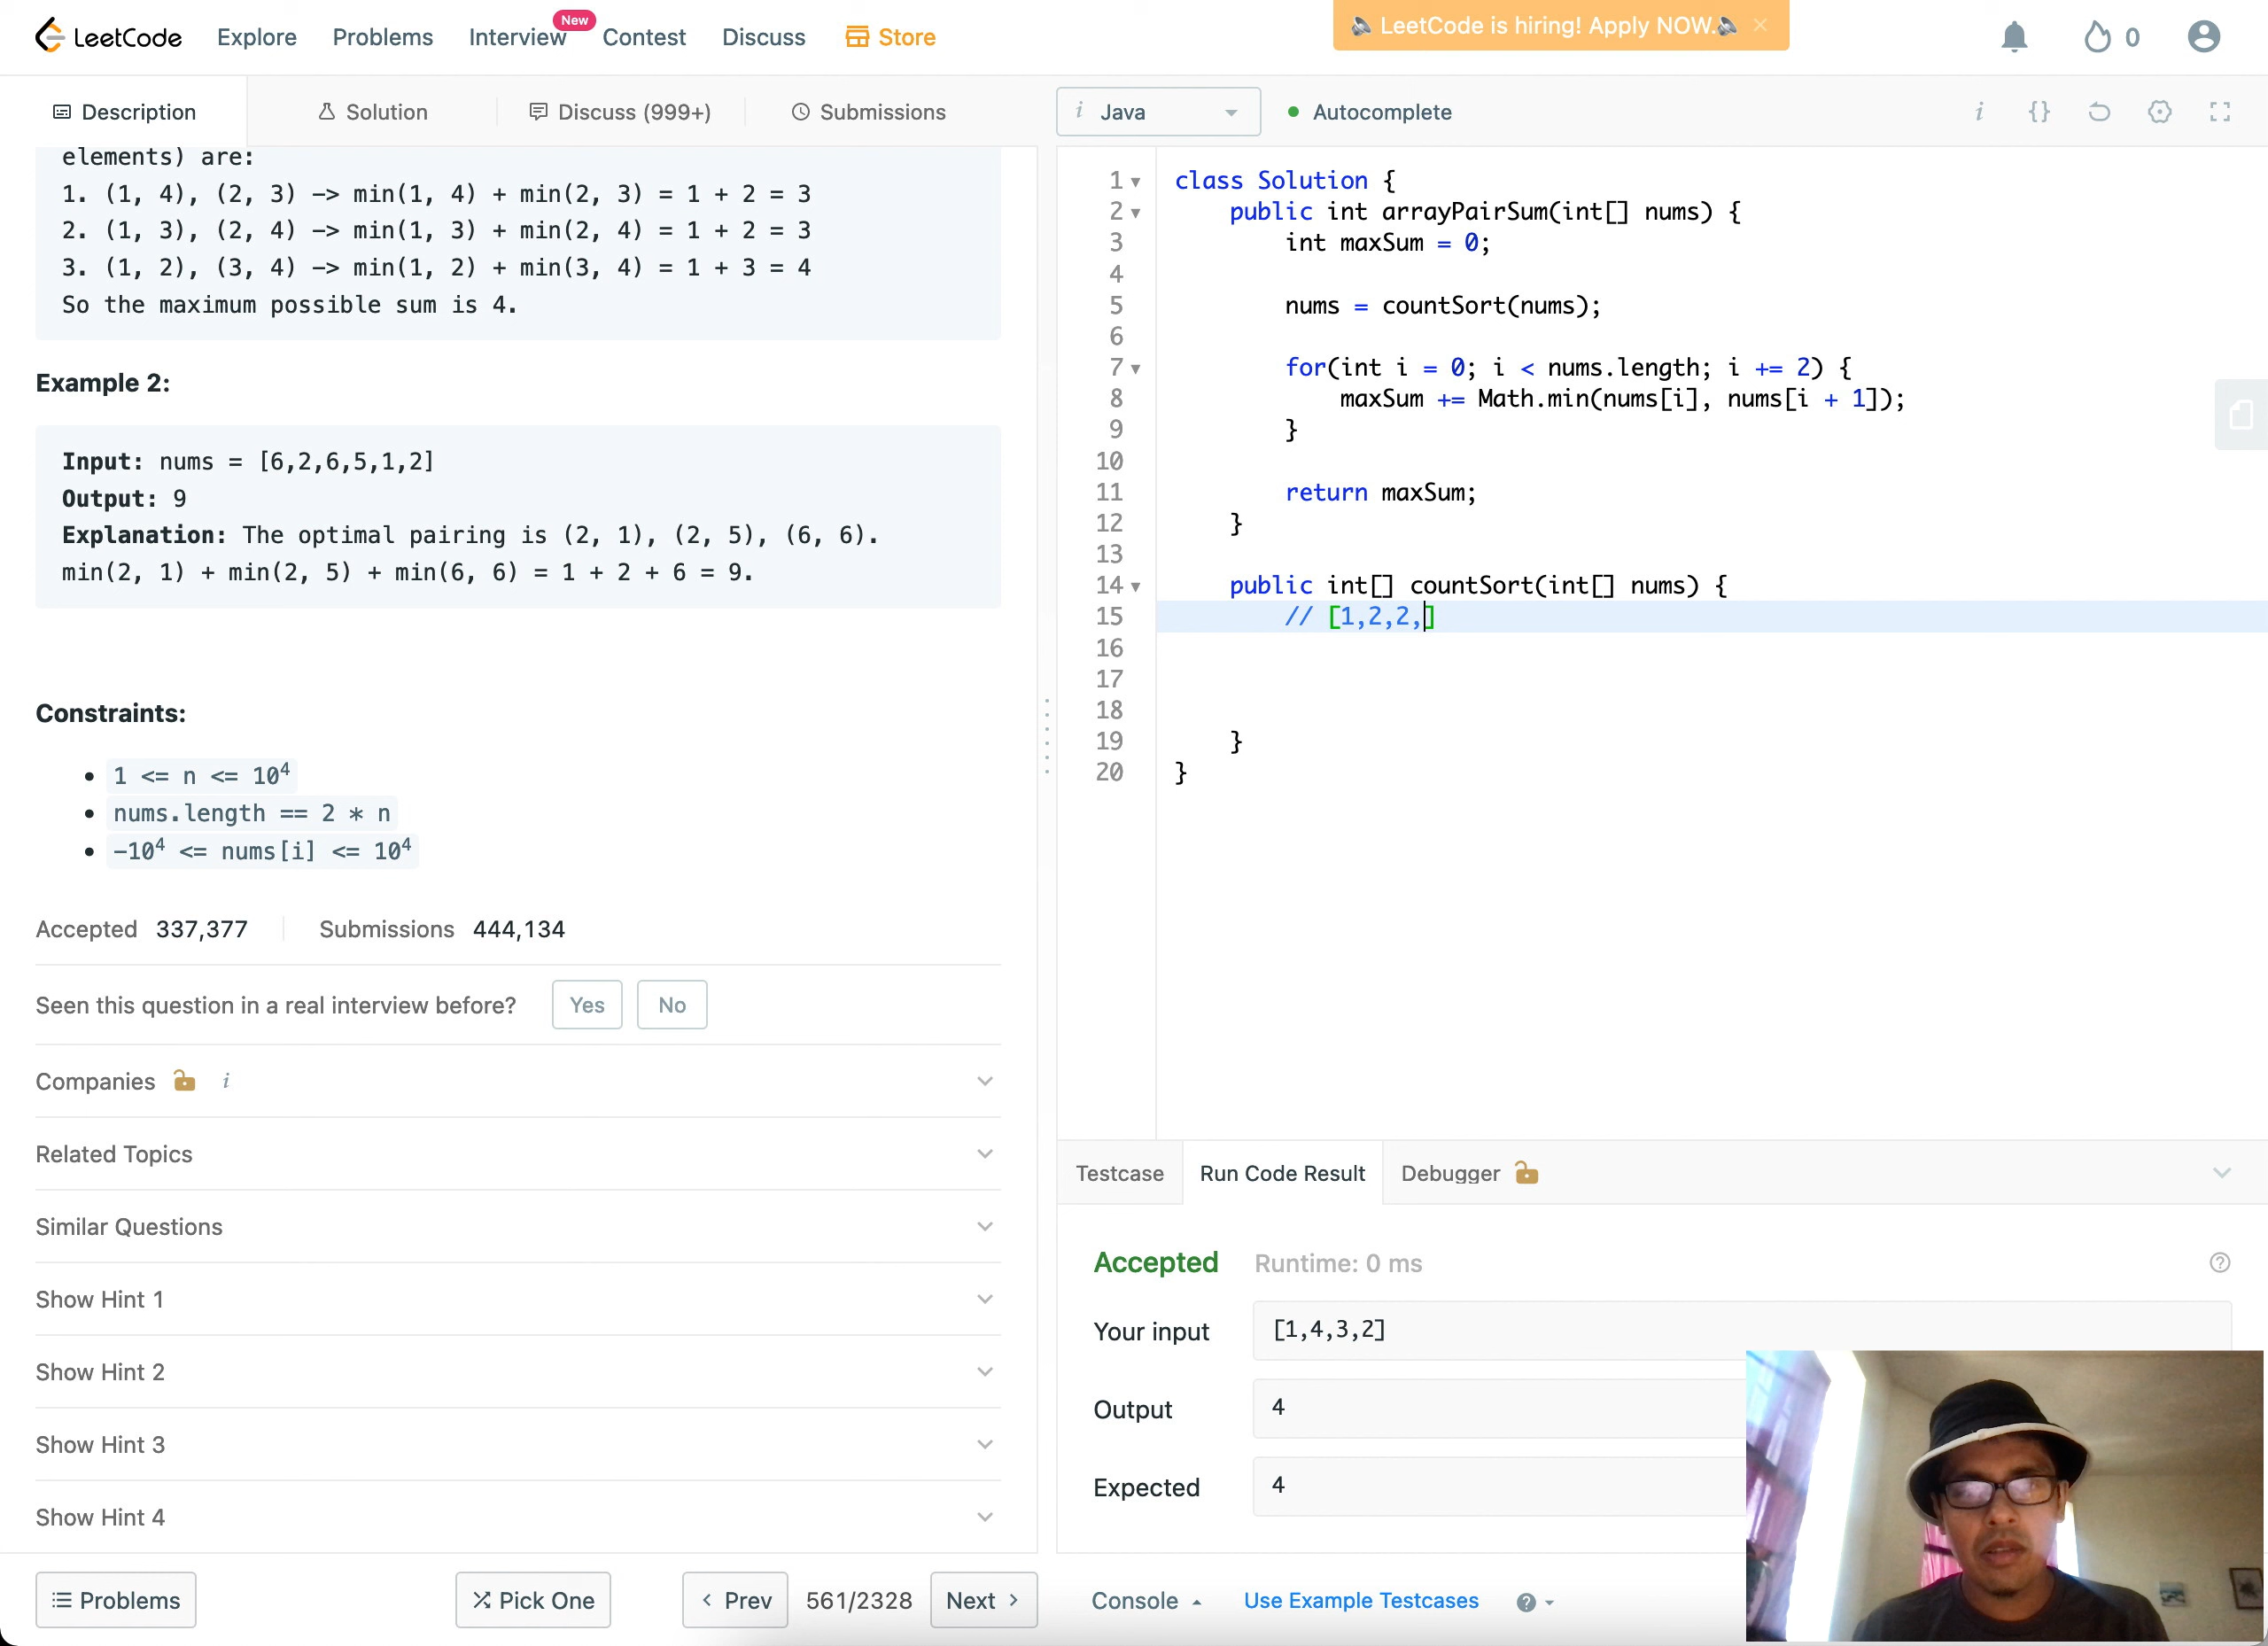 LeetCode
Explore
Problems
Interview
New
Contest
Discuss
Store
LeetCode is hiring! Apply NOW.
0
Description
Solution
Discuss (999+)
Submissions
elements) are:
1. (1, 4), (2, 3) -> min(1, 4) + min(2, 3) = 1 + 2 = 3
2. (1, 3), (2, 4) -> min(1, 3) + min(2, 4) = 1 + 2 = 3
3. (1, 2), (3, 4) -> min(1, 2) + min(3, 4) = 1 + 3 = 4
So the maximum possible sum is 4.
Example 2:
Input: nums = [6,2,6,5,1,2]
Output: 9
Explanation: The optimal pairing is (2, 1), (2, 5), (6, 6).
min(2, 1) + min(2, 5) + min(6, 6) = 1 + 2 + 6 = 9.
Constraints:
1 <= n <= 10⁴
nums.length == 2 * n
-10⁴ <= nums[i] <= 10⁴
Accepted 337,377
Submissions 444,134
Seen this question in a real interview before?
Yes
No
Companies i
Related Topics
Similar Questions
Show Hint 1
Show Hint 2
Show Hint 3
Show Hint 4
Problems
Pick One
< Prev
561/2328
Next >
i Java
Autocomplete
i {}
1 class Solution {
2 public int arrayPairSum(int[] nums) {
3 int maxSum = 0;
4
5 nums = countSort(nums);
6
7 for(int i = 0; i < nums.length; i += 2) {
8 maxSum += Math.min(nums[i], nums[i + 1]);
9 }
10
11 return maxSum;
12 }
13
14 public int[] countSort(int[] nums) {
15 // [1,2,2,]
16
17
18
19 }
20 }
Testcase
Run Code Result
Debugger
Accepted
Runtime: 0 ms
?
Your input
[1,4,3,2]
Output
4
Expected
4
Console
Use Example Testcases
?